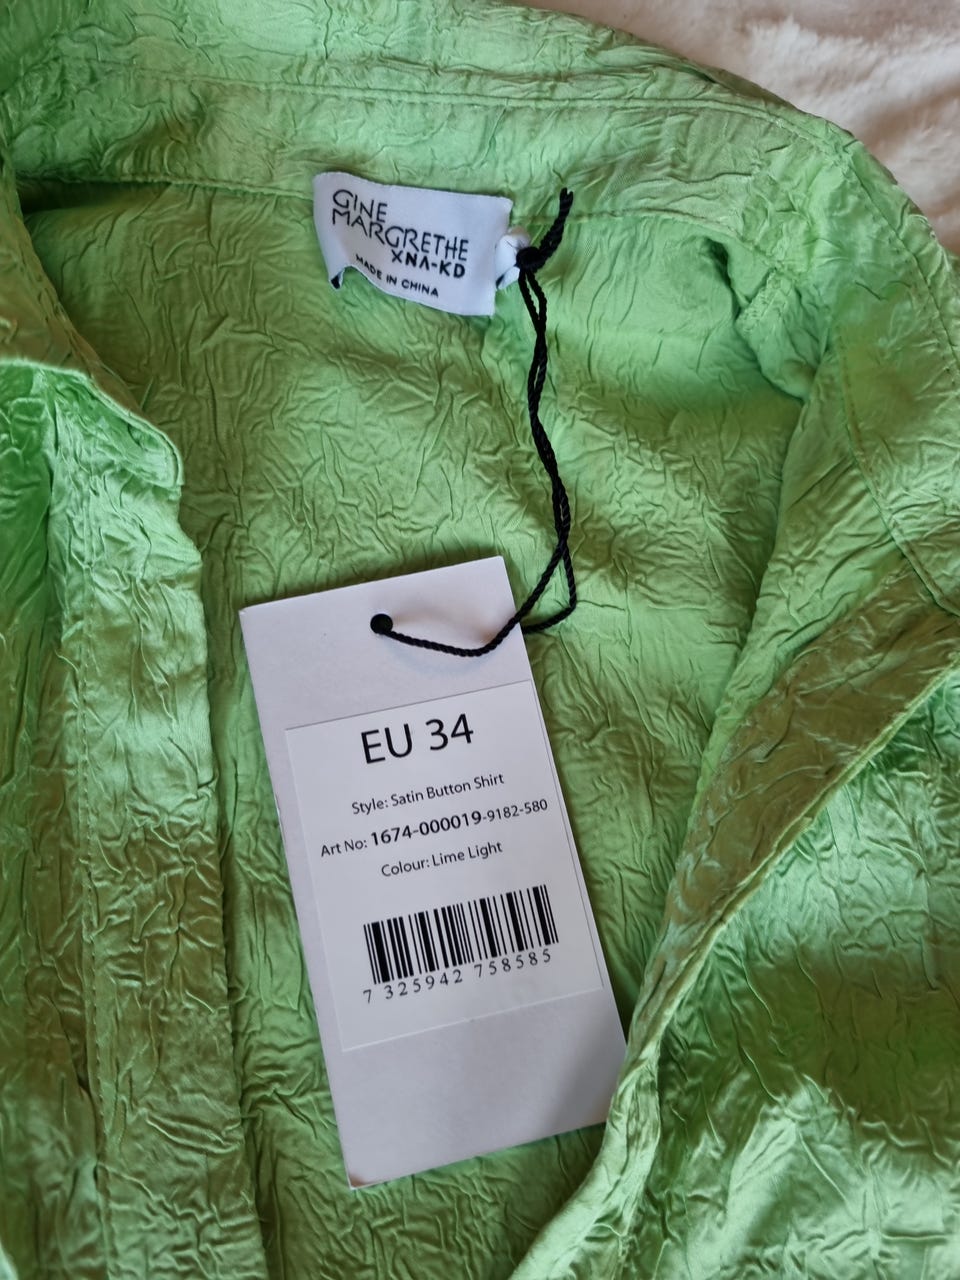 GINE
MARGRETHE
XNA-KD
MADE IN CHINA
EU 34
Style: Satin Button Shirt
Art No: 1674-000019-9182-580
Colour: Lime Light
7 325942 758585